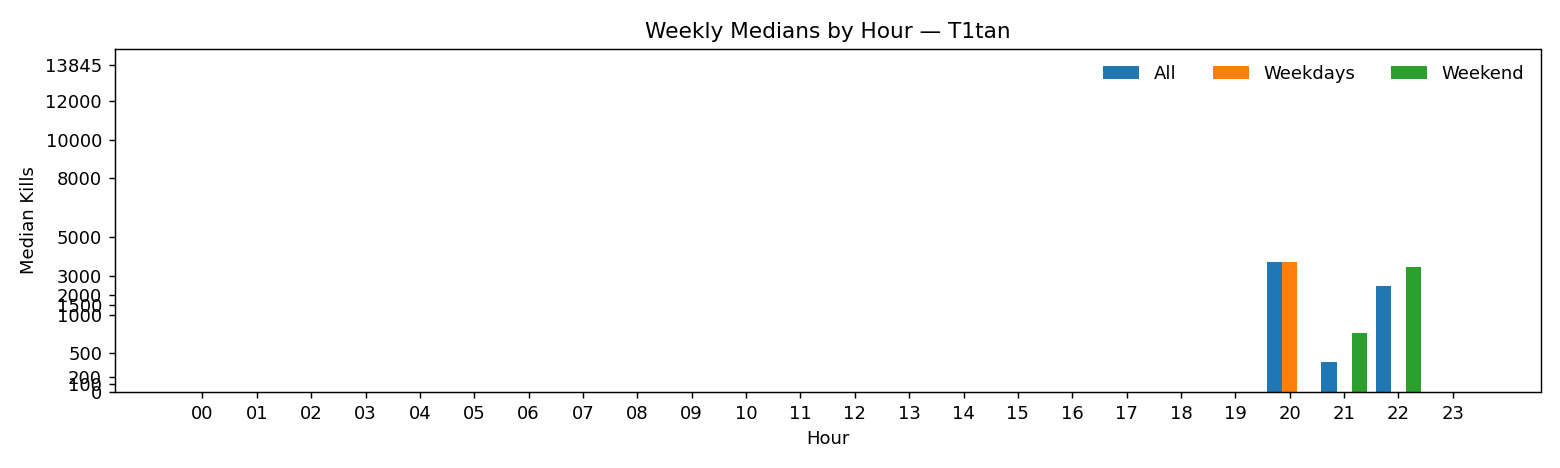 Weekly Medians by Hour — T1tan
All Weekdays Weekend
Median Kills
13845
12000
10000
8000
5000
3000
2000
1500
1000
500
200
100
0
00 01 02 03 04 05 06 07 08 09 10 11 12 13 14 15 16 17 18 19 20 21 22 23
Hour